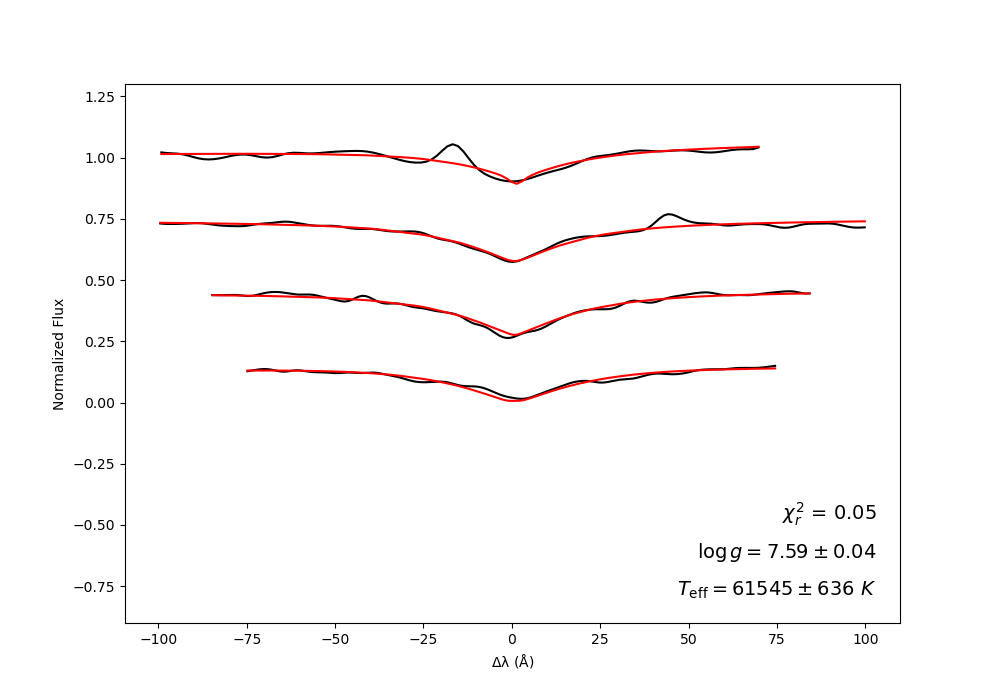 1.25
1.00
0.75
0.50
0.25
0.00
−0.25
−0.50
−0.75
Normalized Flux
χ²ᵣ = 0.05
log g = 7.59 ± 0.04
T_eff = 61545 ± 636 K
−100 −75 −50 −25 0 25 50 75 100
Δλ (Å)